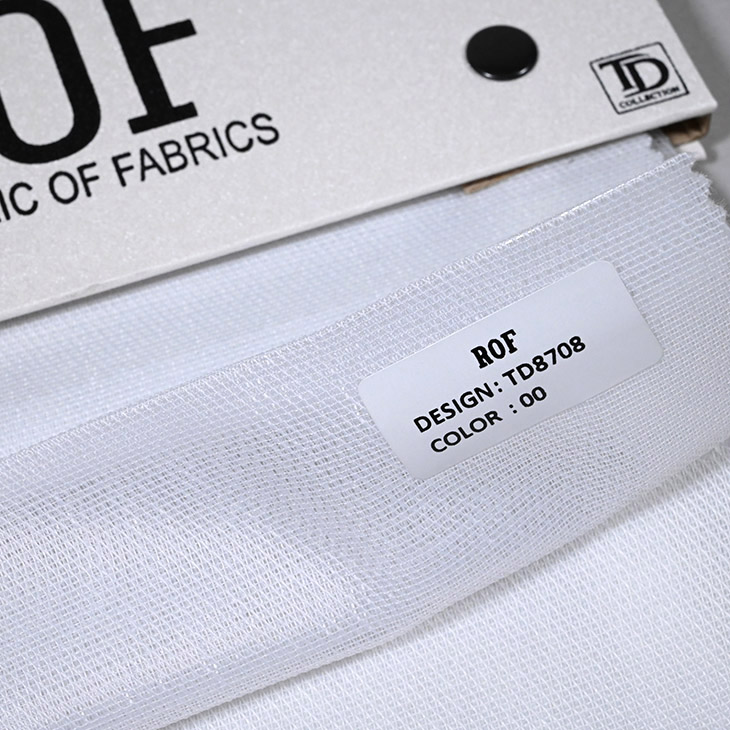 OF
IC OF FABRICS
TD
COLLECTION
ROF
DESIGN: TD8708
COLOR : 00